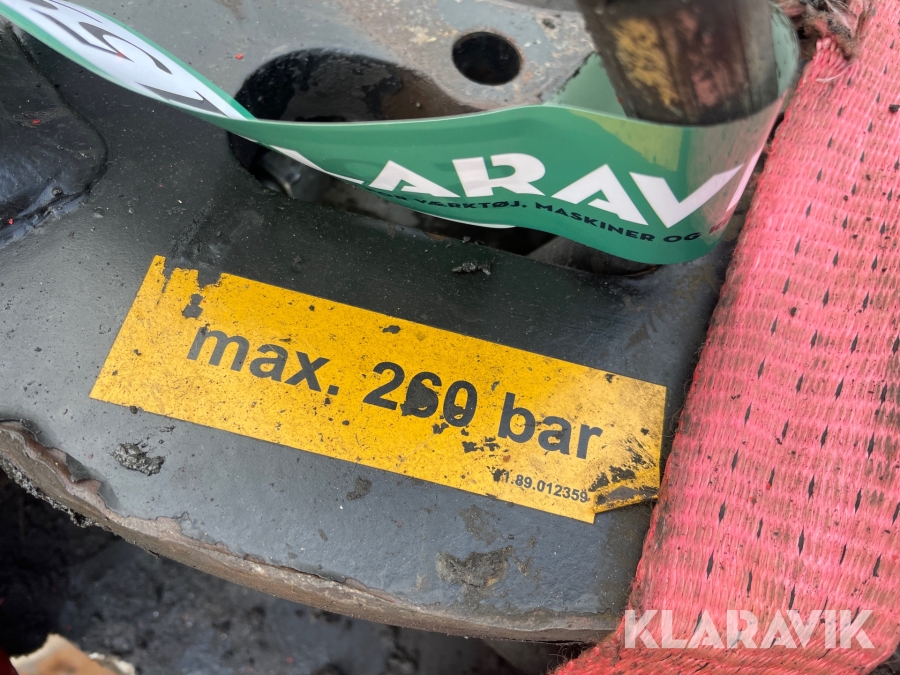 KLARAVI
VÆRKTØJ, MASKINER OG
max. 260 bar
1.89.012359
KLARAVIK